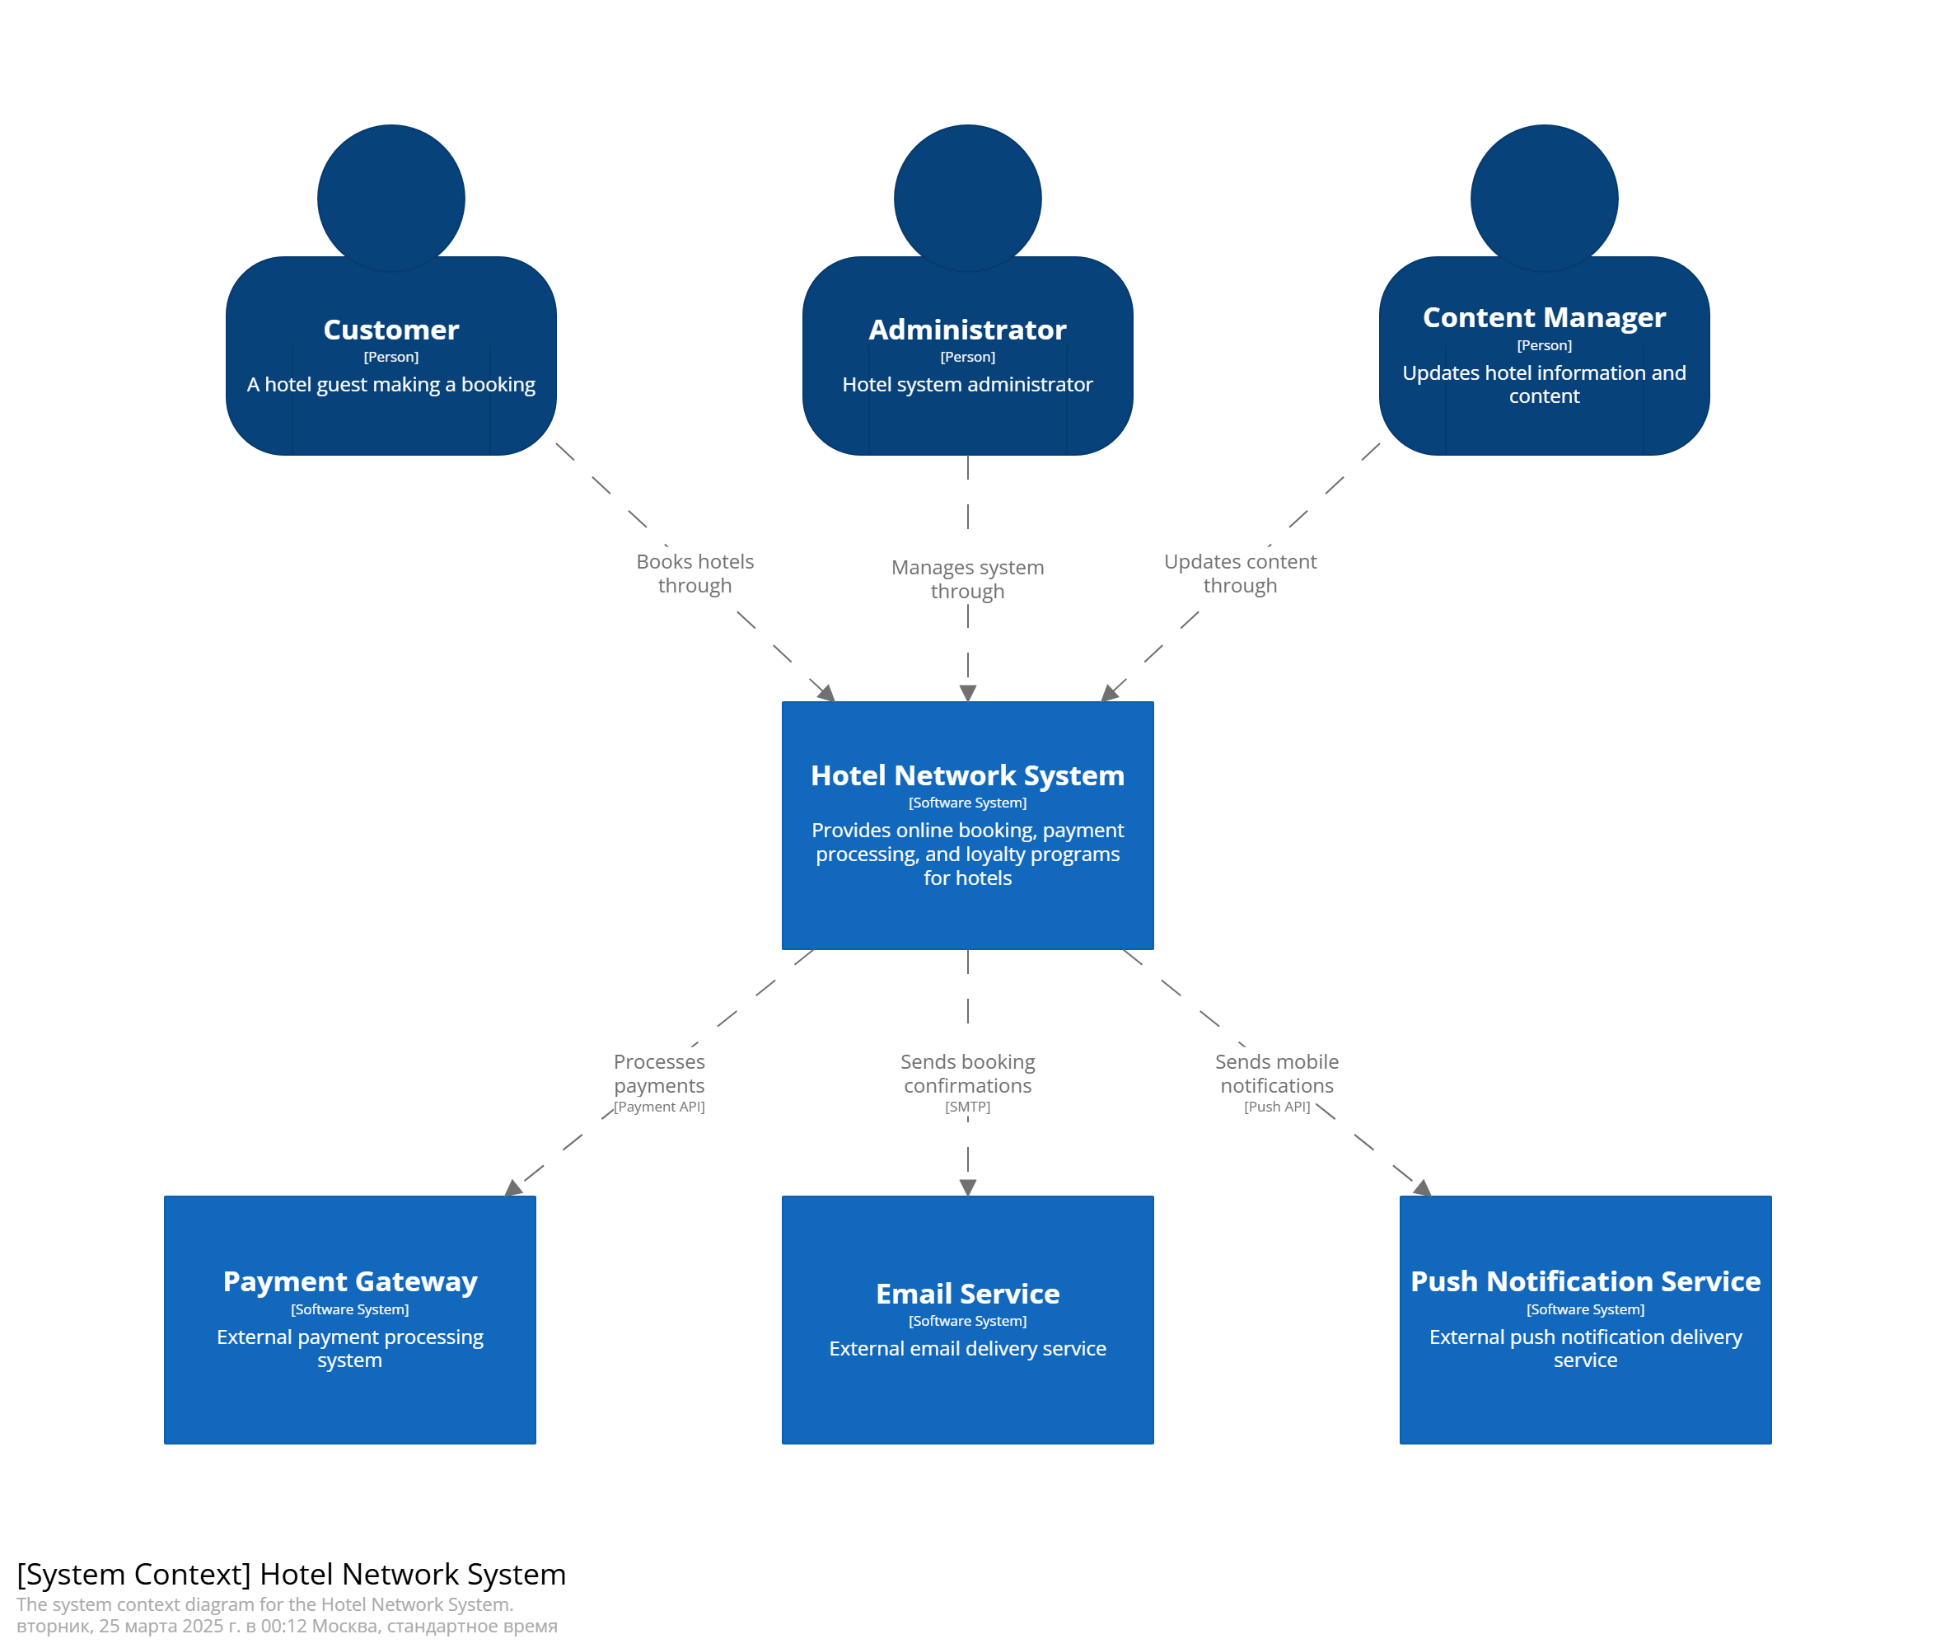 Customer
[Person]
A hotel guest making a booking
Administrator
[Person]
Hotel system administrator
Content Manager
[Person]
Updates hotel information and
content
Books hotels
through
Manages system
through
Updates content
through
Hotel Network System
[Software System]
Provides online booking, payment
processing, and loyalty programs
for hotels
Processes
payments
[Payment API]
Sends booking
confirmations
[SMTP]
Sends mobile
notifications
[Push API]
Payment Gateway
[Software System]
External payment processing
system
Email Service
[Software System]
External email delivery service
Push Notification Service
[Software System]
External push notification delivery
service
[System Context] Hotel Network System
The system context diagram for the Hotel Network System.
вторник, 25 марта 2025 г. в 00:12 Москва, стандартное время